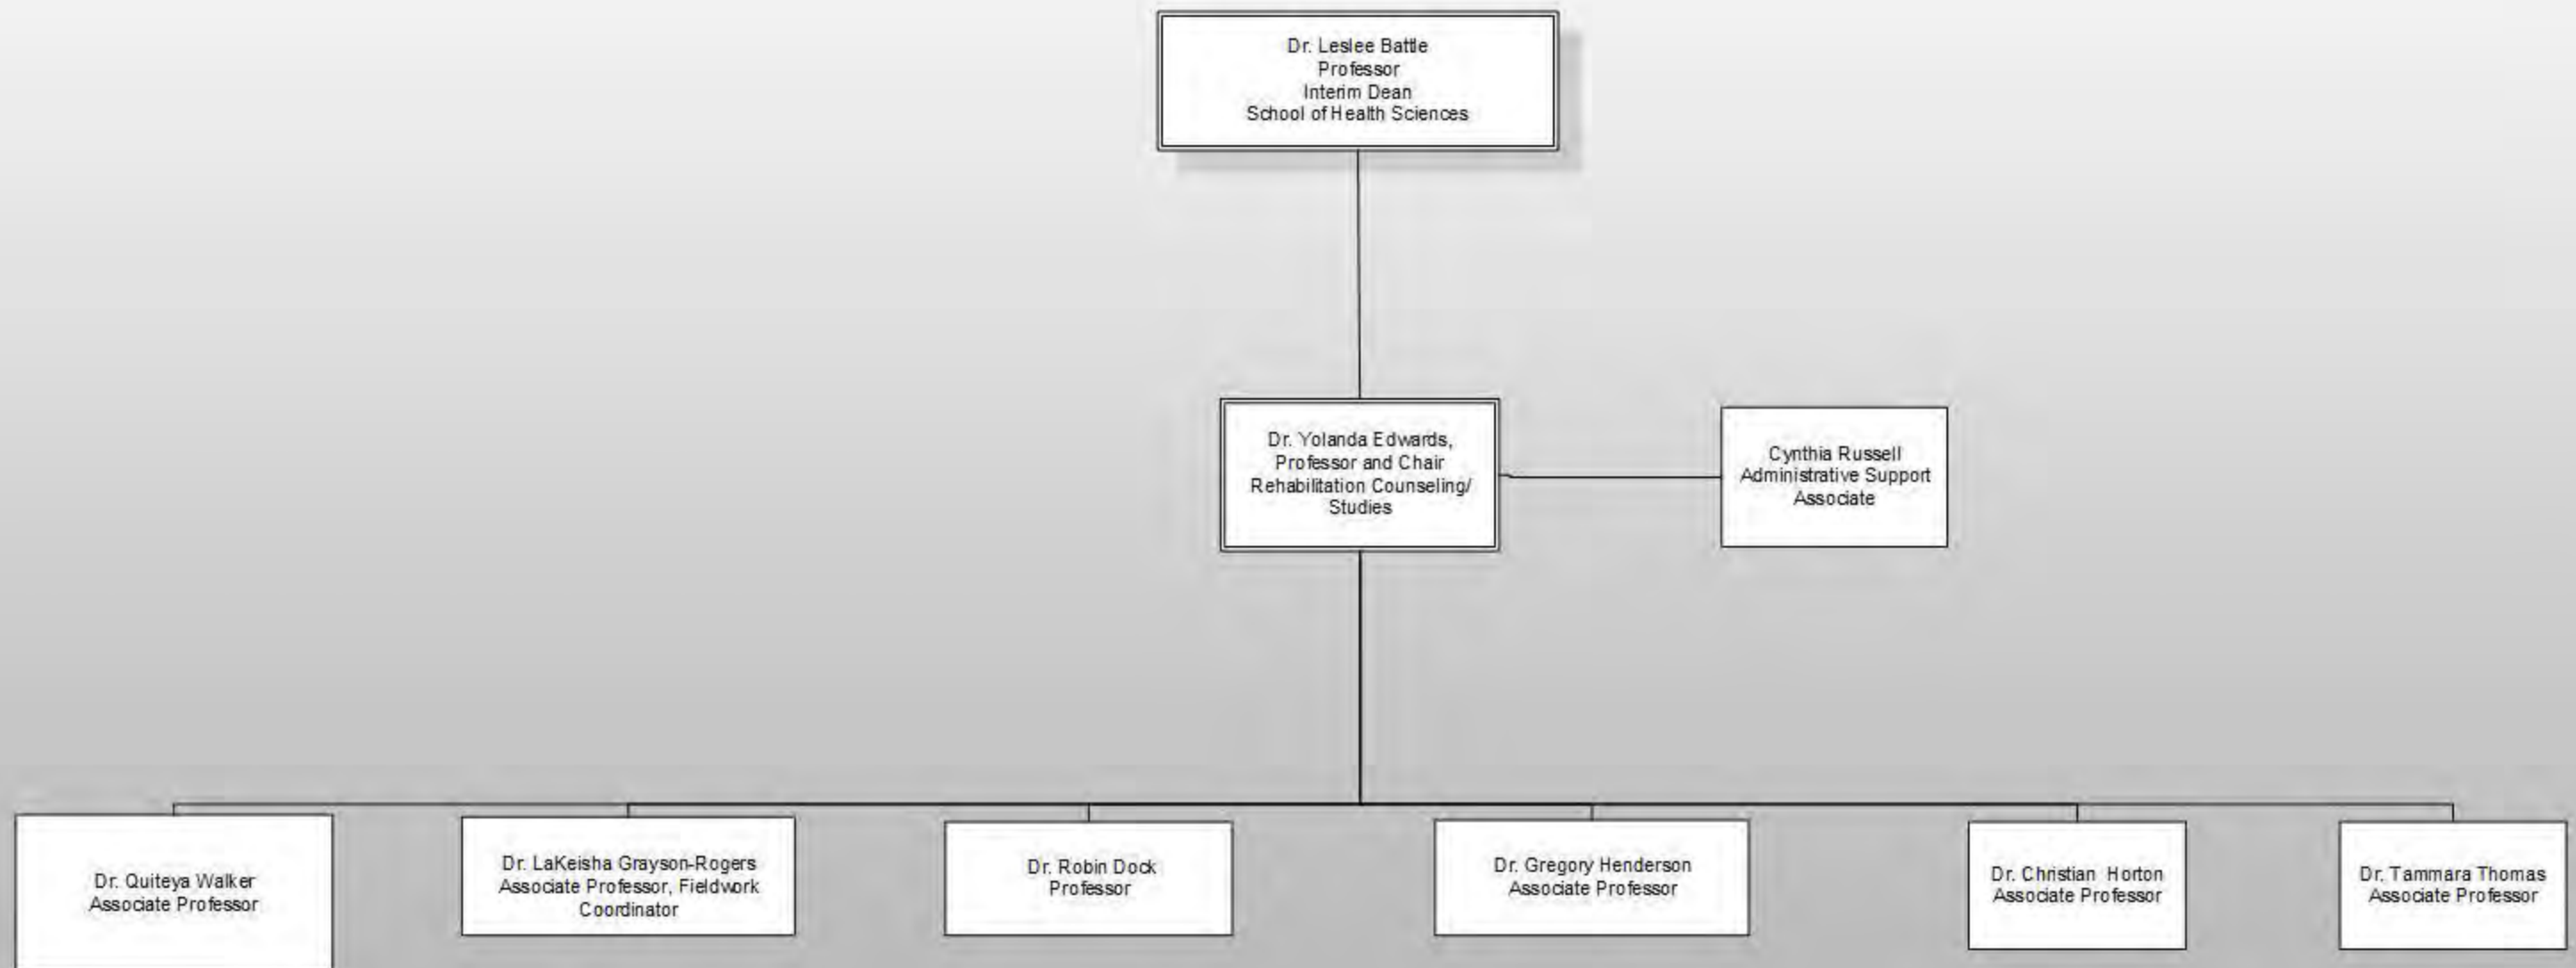 Dr. Leslee Battle
Professor
Interim Dean
School of Health Sciences
Dr. Yolanda Edwards,
Professor and Chair
Rehabilitation Counseling/
Studies
Cynthia Russell
Administrative Support
Associate
Dr. Quiteya Walker
Associate Professor
Dr. LaKeisha Grayson-Rogers
Associate Professor, Fieldwork
Coordinator
Dr. Robin Dock
Professor
Dr. Gregory Henderson
Associate Professor
Dr. Christian Horton
Associate Professor
Dr. Tammara Thomas
Associate Professor